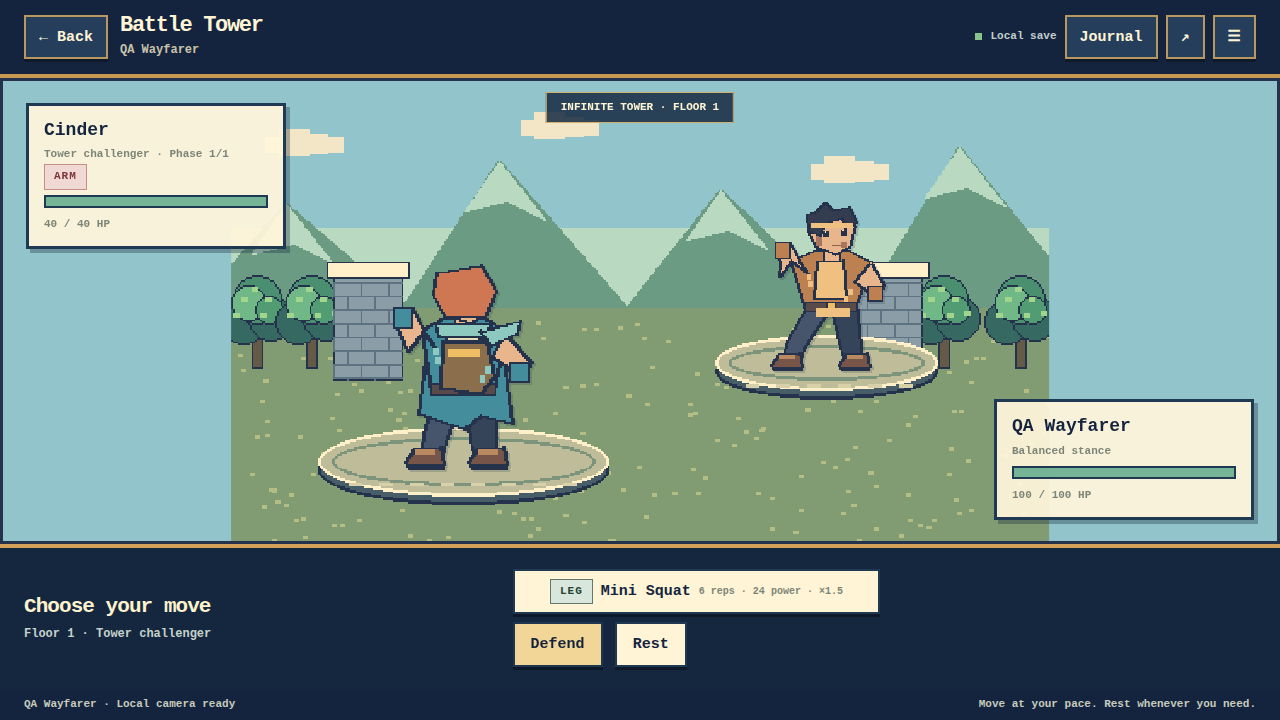 ← Back
Battle Tower
QA Wayfarer
Local save
Journal
↗
☰
INFINITE TOWER · FLOOR 1
Cinder
Tower challenger · Phase 1/1
ARM
40 / 40 HP
QA Wayfarer
Balanced stance
100 / 100 HP
Choose your move
Floor 1 · Tower challenger
LEG Mini Squat 6 reps · 24 power · ×1.5
Defend
Rest
QA Wayfarer · Local camera ready
Move at your pace. Rest whenever you need.